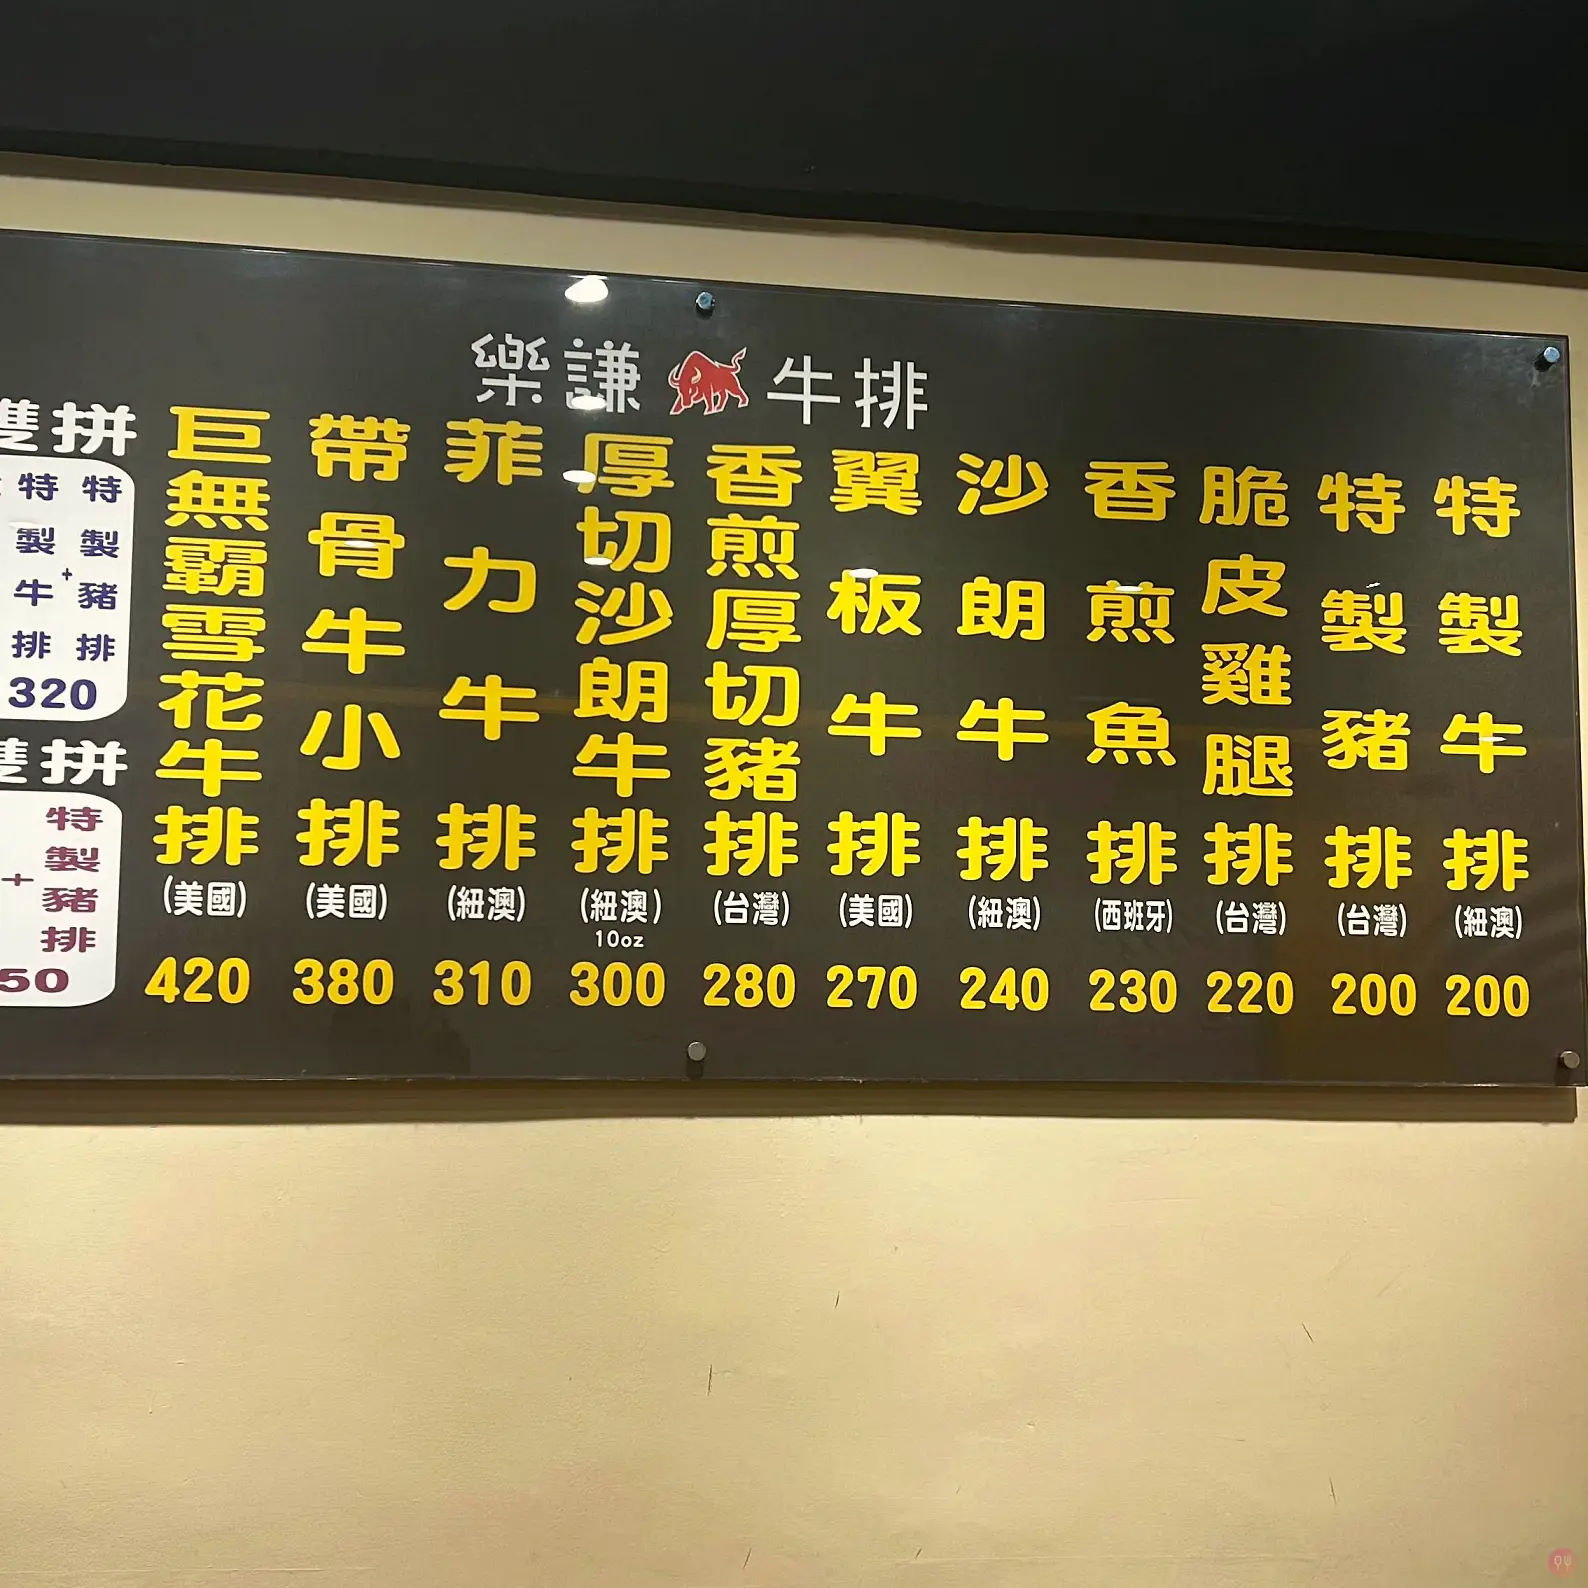 樂謙牛排
特製牛排
(紐澳)
200
特製豬排
(台灣)
200
脆皮雞腿排
(台灣)
220
香煎魚排
(西班牙)
230
沙朗牛排
(紐澳)
240
翼板牛排
(美國)
270
香煎厚切豬排
(台灣)
280
厚切沙朗牛排
(紐澳)
10oz
300
菲力牛排
(紐澳)
310
帶骨牛小排
(美國)
380
巨無霸雪花牛排
(美國)
420
雙拼
特製豬排
+
特製牛排
320
雙拼
特製豬排
+
50